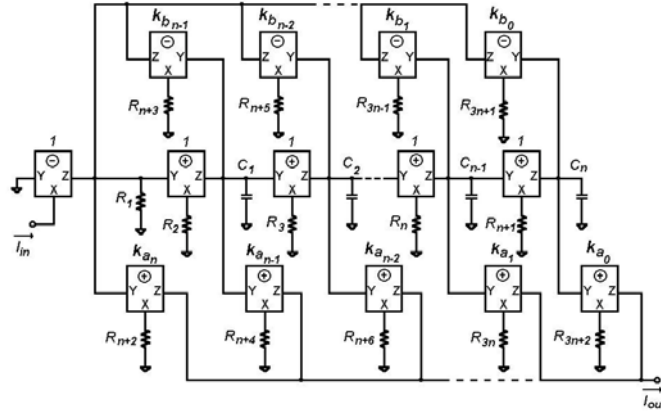 k_{b_{n-1}} k_{b_{n-2}} k_{b_1} k_{b_0}
Z Y Z Y Z Y Z Y
X X X X
R_{n+3} R_{n+5} R_{3n-1} R_{3n+1}
1 1 1 1 1
C_1 C_2 C_{n-1} C_n
Y Z Y Z Y Z Y Z Y Z
X X X X X
R_1 R_2 R_3 R_n R_{n+1}
I_{in}
k_{a_n} k_{a_{n-1}} k_{a_{n-2}} k_{a_1} k_{a_0}
Y Z Y Z Y Z Y Z Y Z
X X X X X
R_{n+2} R_{n+4} R_{n+6} R_{3n} R_{3n+2}